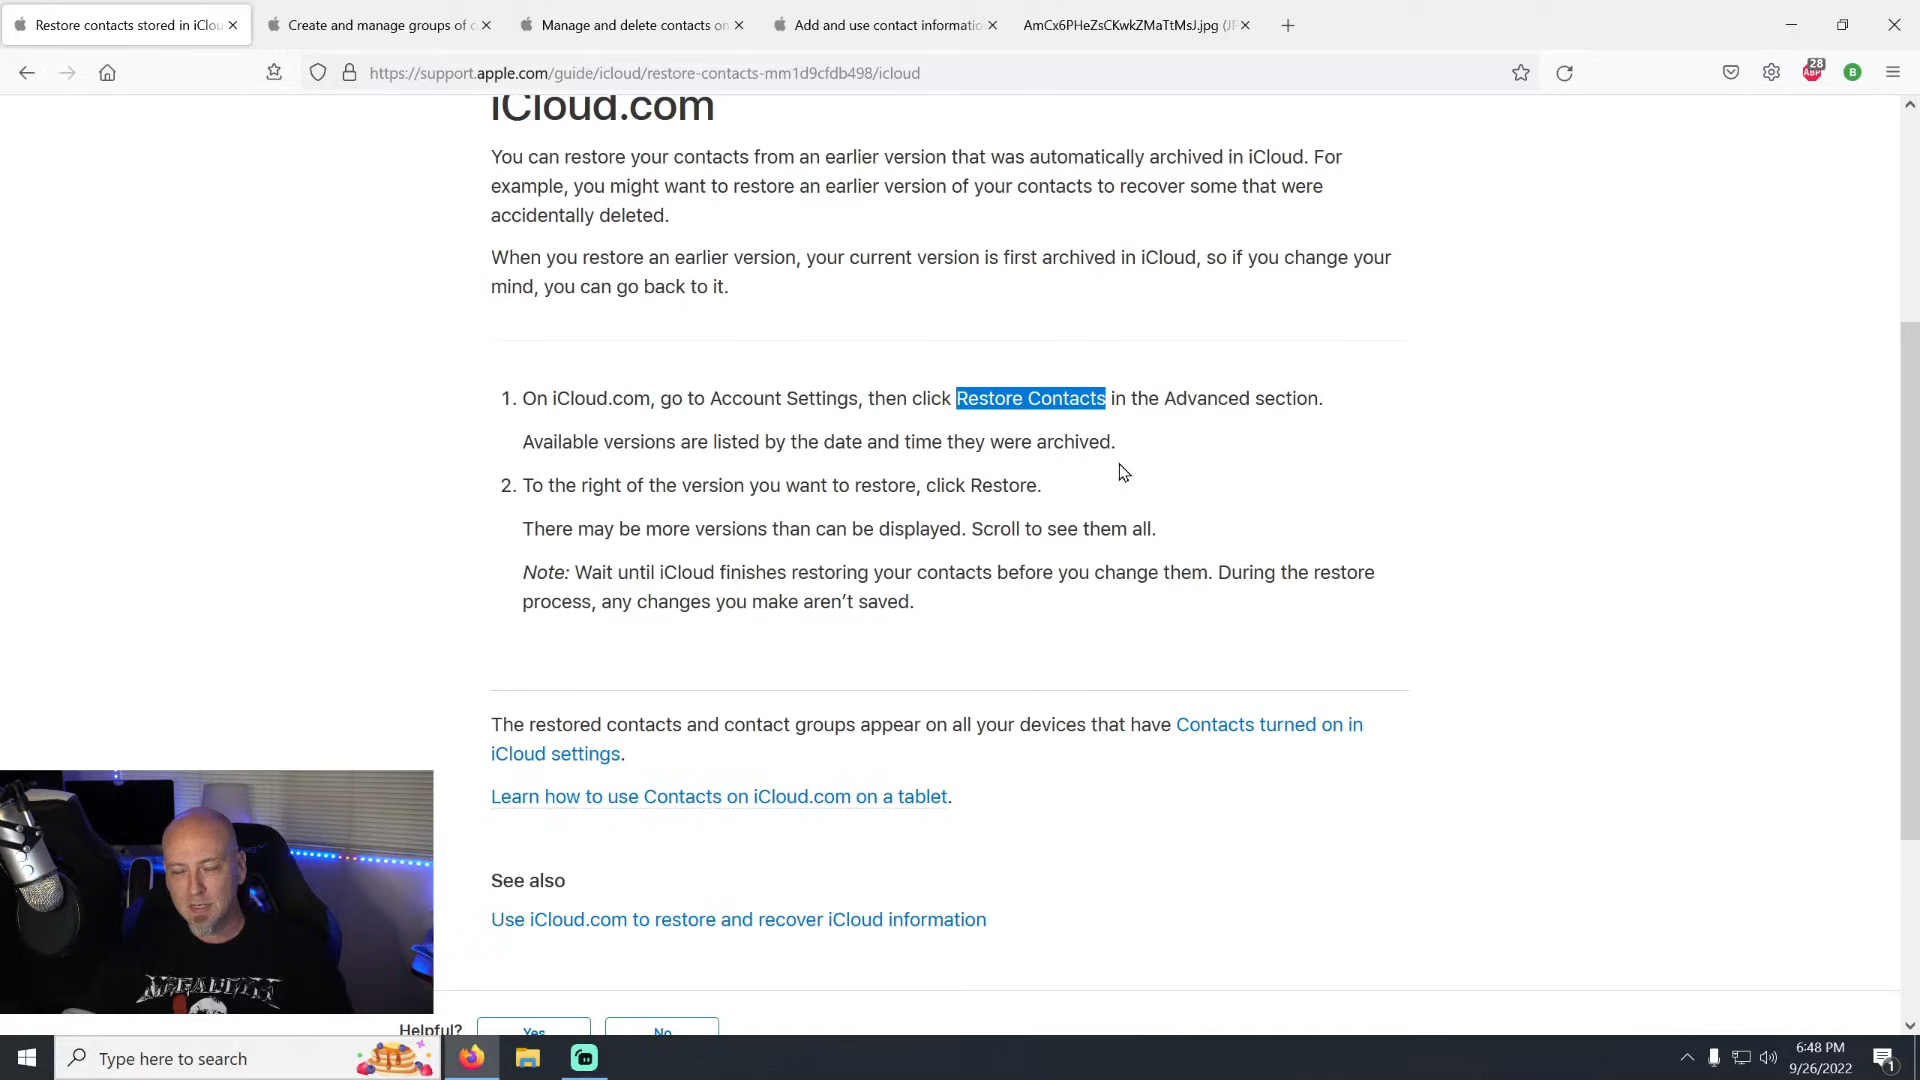 Restore contacts stored in iClou
Create and manage groups of c
Manage and delete contacts on
Add and use contact informatio
AmCx6PHeZsCKwkZMaTtMsJ.jpg (JP
https://support.apple.com/guide/icloud/restore-contacts-mm1d9cfdb498/icloud
28
ABP
B
iCloud.com
You can restore your contacts from an earlier version that was automatically archived in iCloud. For
example, you might want to restore an earlier version of your contacts to recover some that were
accidentally deleted.
When you restore an earlier version, your current version is first archived in iCloud, so if you change your
mind, you can go back to it.
1. On iCloud.com, go to Account Settings, then click Restore Contacts in the Advanced section.
Available versions are listed by the date and time they were archived.
2. To the right of the version you want to restore, click Restore.
There may be more versions than can be displayed. Scroll to see them all.
Note: Wait until iCloud finishes restoring your contacts before you change them. During the restore
process, any changes you make aren’t saved.
The restored contacts and contact groups appear on all your devices that have Contacts turned on in
iCloud settings.
Learn how to use Contacts on iCloud.com on a tablet.
See also
Use iCloud.com to restore and recover iCloud information
MEGADETH
Helpful?
Yes
No
Type here to search
6:48 PM
9/26/2022
1